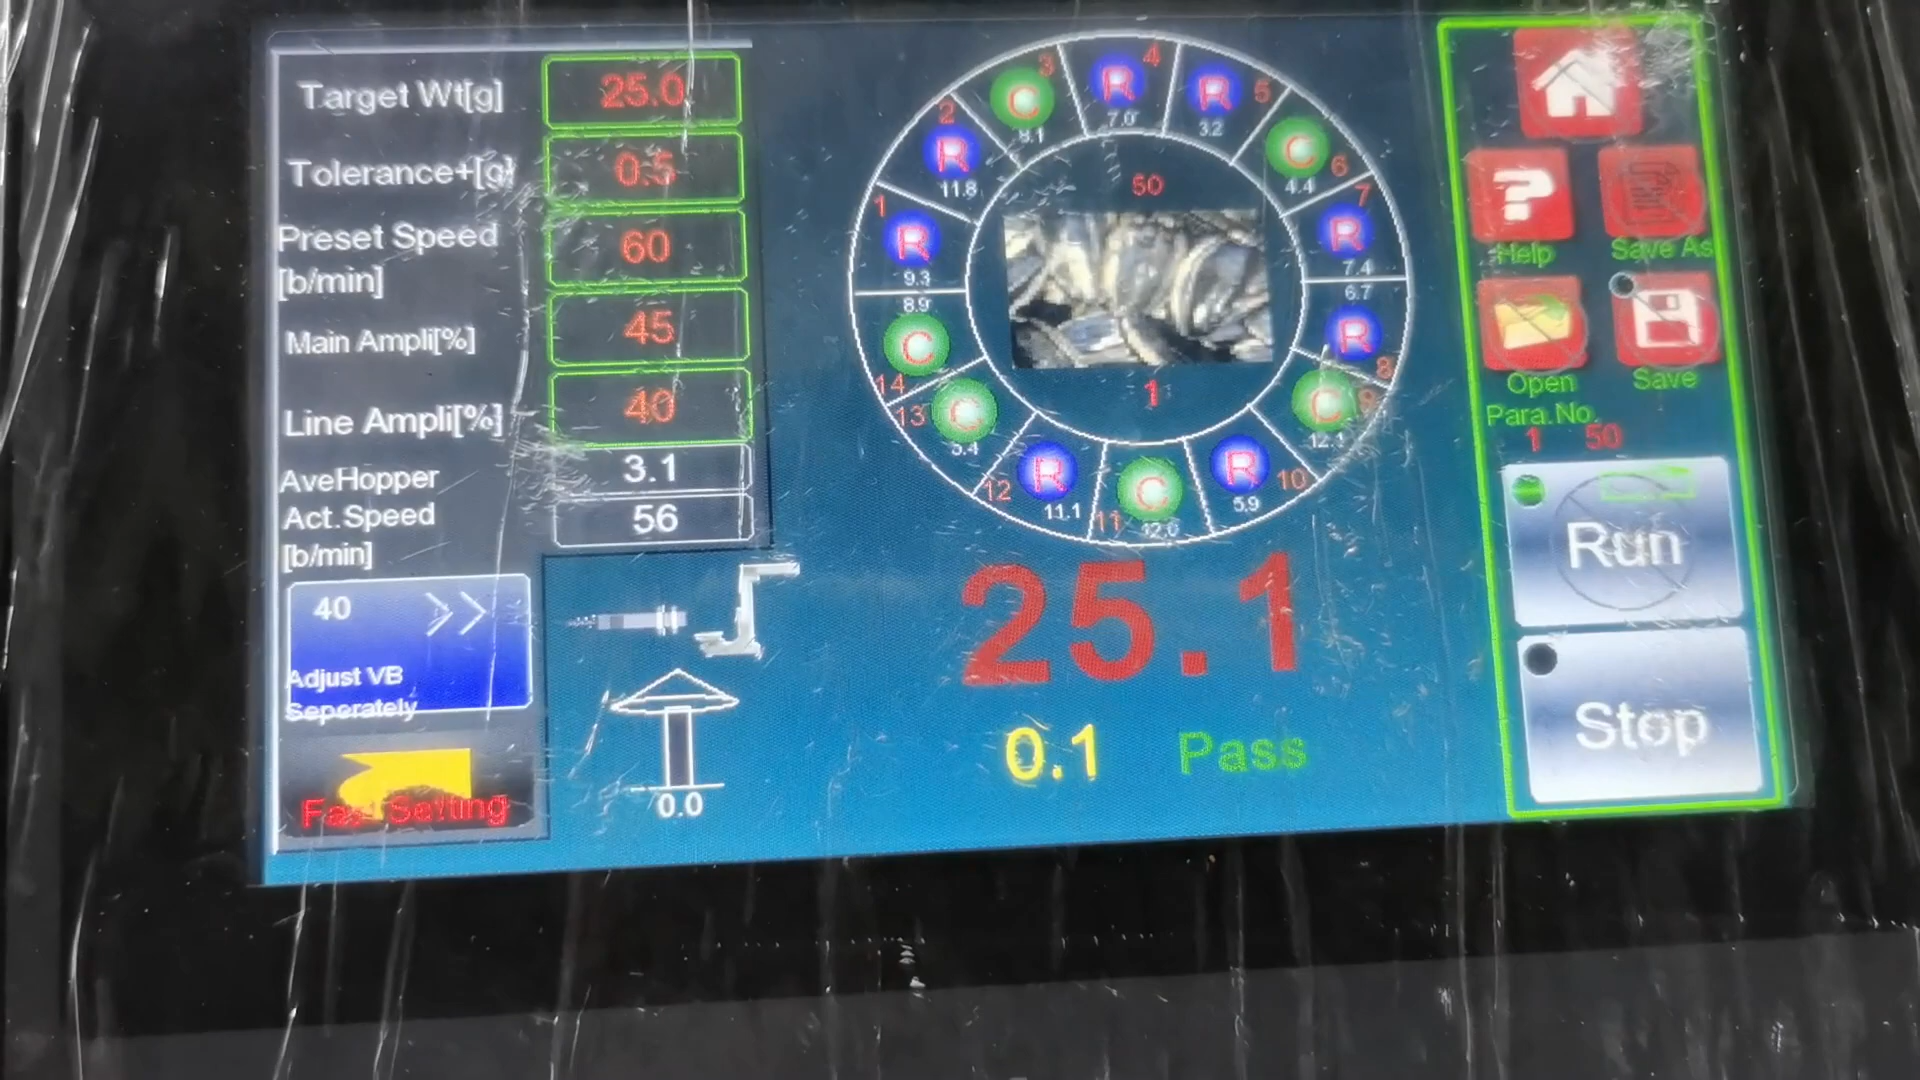 Target Wt[g] 25.0
Tolerance+[g] 0.5
Preset Speed
[b/min] 60
Main Ampli[%] 45
Line Ampli[%] 40
AveHopper 3.1
Act.Speed 56
[b/min]
40
Adjust VB
Seperately
Fast Setting
0.0
1 R 9.3
2 R 11.8
3 C 8.1
4 R 7.0
5 R 3.2
6 C 4.4
7 R 7.4
8 R 6.7
9 C 12.1
10 R 5.9
11 C 12.0
12 R 11.1
13 C 5.4
14 C 8.9
50
1
25.1
0.1 Pass
Help
Save As
Open
Save
Para.No.
1 50
Run
Stop